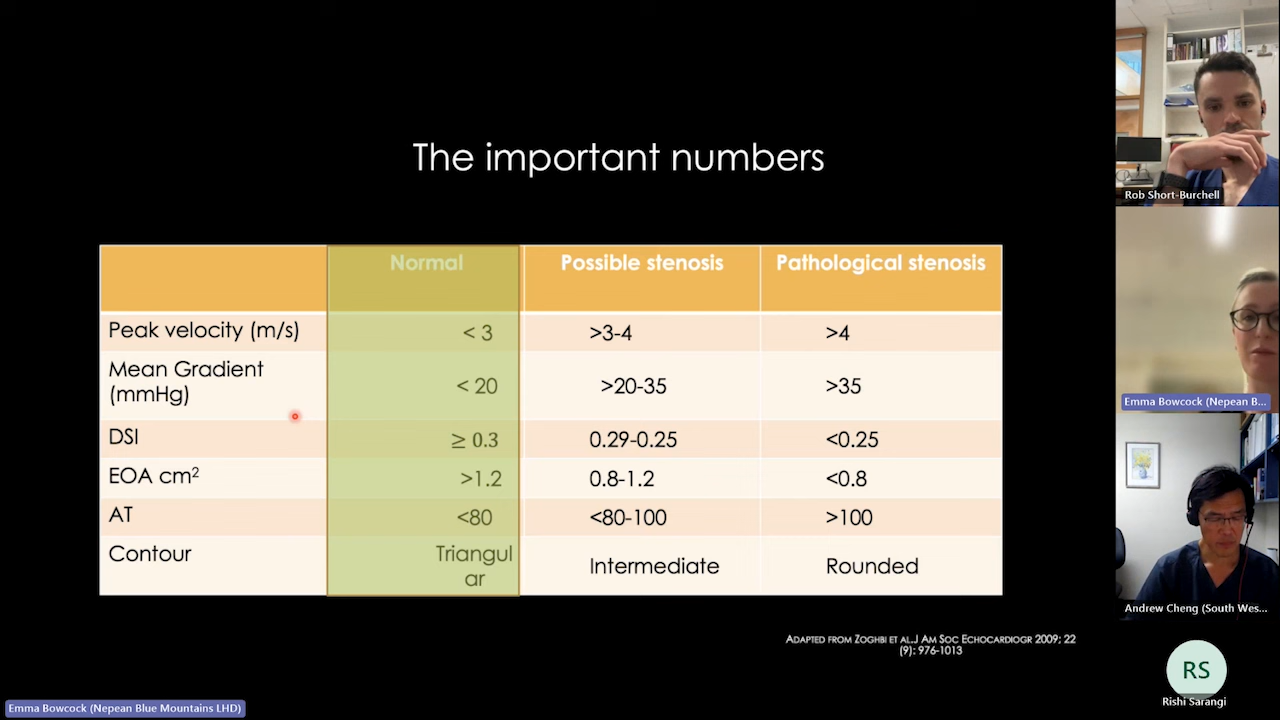 The important numbers
Normal Possible stenosis Pathological stenosis
Peak velocity (m/s) < 3 >3-4 >4
Mean Gradient
(mmHg) < 20 >20-35 >35
DSI ≥ 0.3 0.29-0.25 <0.25
EOA cm² >1.2 0.8-1.2 <0.8
AT <80 <80-100 >100
Contour Triangul
ar Intermediate Rounded
Adapted from Zoghbi et al.J Am Soc Echocardiogr 2009; 22
(9): 976-1013
Emma Bowcock (Nepean Blue Mountains LHD)
Rob Short-Burchell
Emma Bowcock (Nepean B...
Andrew Cheng (South Wes...
RS
Rishi Sarangi